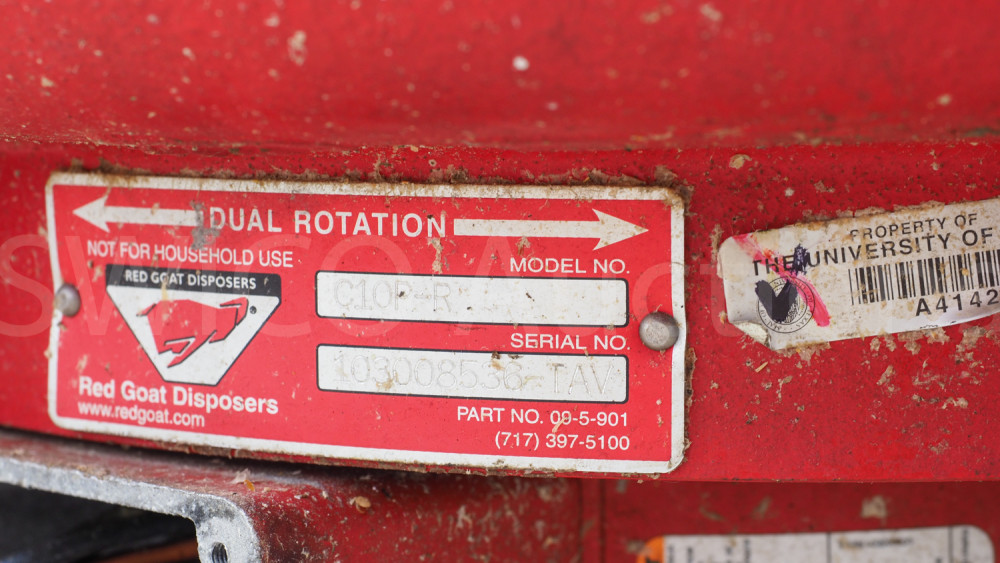 DUAL ROTATION
NOT FOR HOUSEHOLD USE
RED GOAT DISPOSERS
MODEL NO.
C10P-R
SERIAL NO.
103008536-TAV
Red Goat Disposers
www.redgoat.com
PART NO. 09-5-901
(717) 397-5100
PROPERTY OF
THE UNIVERSITY OF
A4142